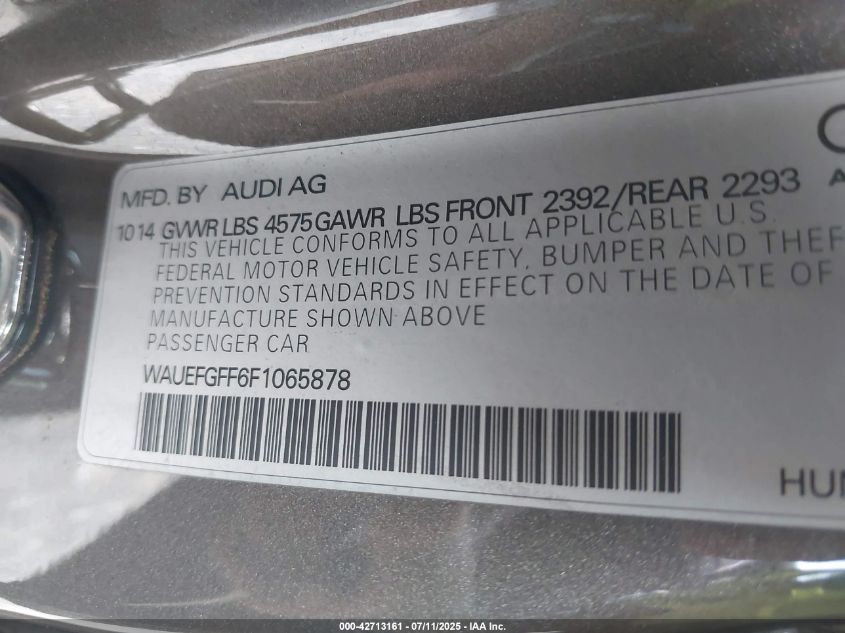 MFD. BY AUDI AG
1014 GVWR LBS 4575 GAWR LBS FRONT 2392/REAR 2293
THIS VEHICLE CONFORMS TO ALL APPLICABLE U.S.
FEDERAL MOTOR VEHICLE SAFETY, BUMPER AND THEF
PREVENTION STANDARDS IN EFFECT ON THE DATE OF
MANUFACTURE SHOWN ABOVE
PASSENGER CAR
WAUEFGFF6F1065878
HUN
000-42713161 - 07/11/2025 - IAA Inc.